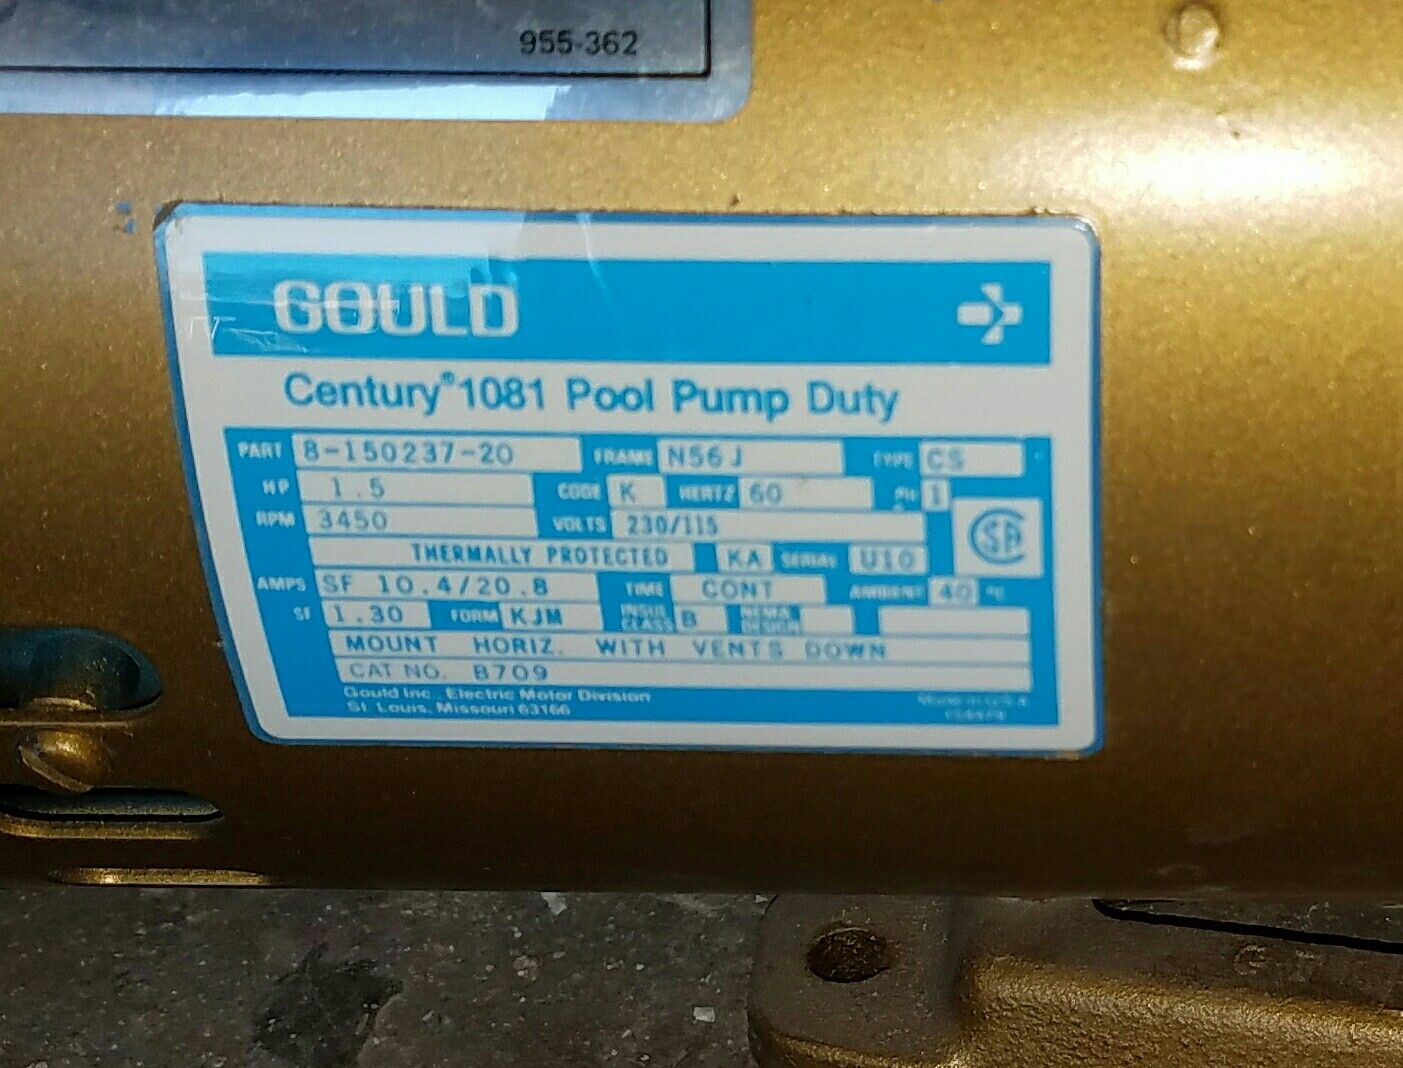 955-362
GOULD
Century® 1081 Pool Pump Duty
PART 8-150237-20 FRAME N56J TYPE CS
HP 1.5 CODE K HERTZ 60 PH 1
RPM 3450 VOLTS 230/115
CSA
THERMALLY PROTECTED KA SERIAL U10
AMPS SF 10.4/20.8 TIME CONT AMBIENT 40 °C
SF 1.30 FORM KJM INSUL CLASS B NEMA DESIGN
MOUNT HORIZ. WITH VENTS DOWN
CAT NO. B709
Gould Inc., Electric Motor Division
St. Louis, Missouri 63166
Made in U.S.A.